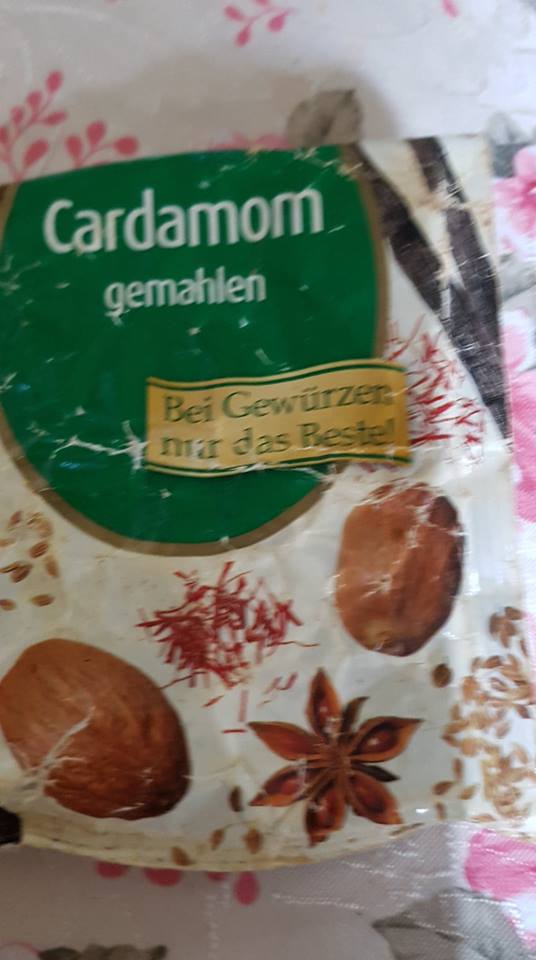 Cardamom
gemahlen
Bei Gewürzen
nur das Beste!